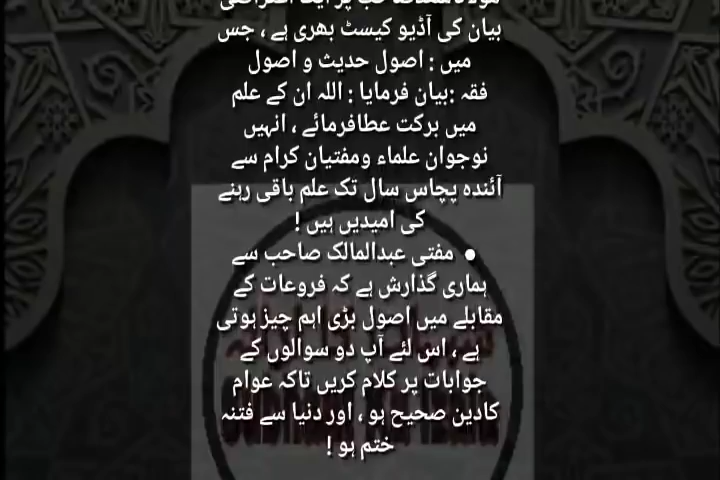 بیان کی آڈیو کیسٹ بھری ہے ، جس
میں : اصول حدیث و اصول
فقہ :بیان فرمایا : اللہ ان کے علم
میں برکت عطافرمائے ، انہیں
نوجوان علماء ومفتیان کرام سے
آئندہ پچاس سال تک علم باقی رہنے
کی امیدیں ہیں !
● مفتی عبدالمالک صاحب سے
ہماری گذارش ہے کہ فروعات کے
مقابلے میں اصول بڑی اہم چیز ہوتی
ہے ، اس لئے آپ دو سوالوں کے
جوابات پر کلام کریں تاکہ عوام
کادین صحیح ہو ، اور دنیا سے فتنہ
ختم ہو !